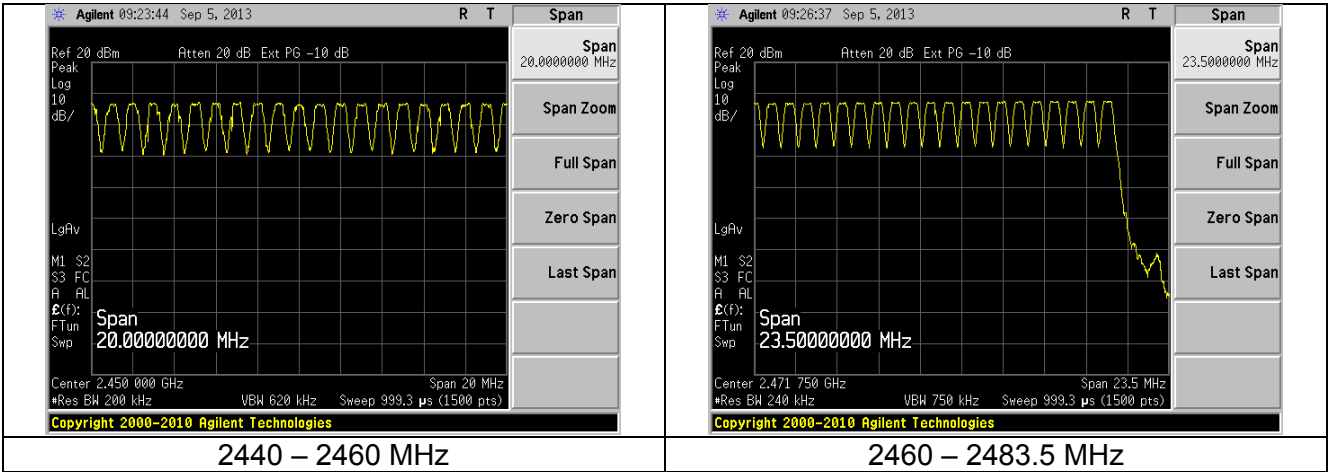 Agilent 09:23:44 Sep 5, 2013 R T
Ref 20 dBm Atten 20 dB Ext PG -10 dB
Peak
Log
10
dB/
LgAv
M1 S2
S3 FC
A AL
£(f):
FTun
Swp
Span
20.00000000 MHz
Center 2.450 000 GHz Span 20 MHz
#Res BW 200 kHz VBW 620 kHz Sweep 999.3 µs (1500 pts)
Copyright 2000-2010 Agilent Technologies
Span
Span
20.0000000 MHz
Span Zoom
Full Span
Zero Span
Last Span
2440 – 2460 MHz
Agilent 09:26:37 Sep 5, 2013 R T
Ref 20 dBm Atten 20 dB Ext PG -10 dB
Peak
Log
10
dB/
LgAv
M1 S2
S3 FC
A AL
£(f):
FTun
Swp
Span
23.50000000 MHz
Center 2.471 750 GHz Span 23.5 MHz
#Res BW 240 kHz VBW 750 kHz Sweep 999.3 µs (1500 pts)
Copyright 2000-2010 Agilent Technologies
Span
Span
23.5000000 MHz
Span Zoom
Full Span
Zero Span
Last Span
2460 – 2483.5 MHz